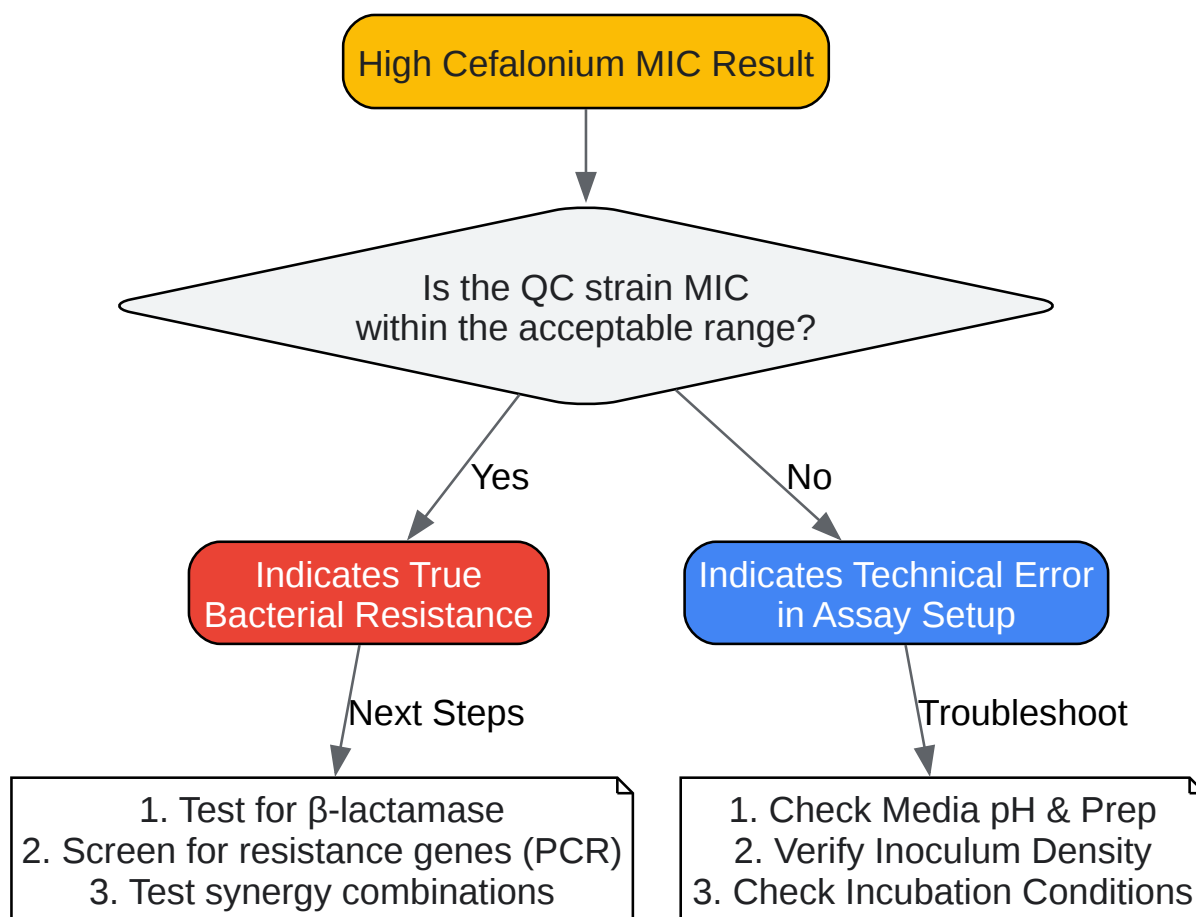 High Cefalonium MIC Result
Is the QC strain MIC
within the acceptable range?
Yes
No
Indicates True
Bacterial Resistance
Indicates Technical Error
in Assay Setup
Next Steps
Troubleshoot
1. Test for β-lactamase
2. Screen for resistance genes (PCR)
3. Test synergy combinations
1. Check Media pH & Prep
2. Verify Inoculum Density
3. Check Incubation Conditions